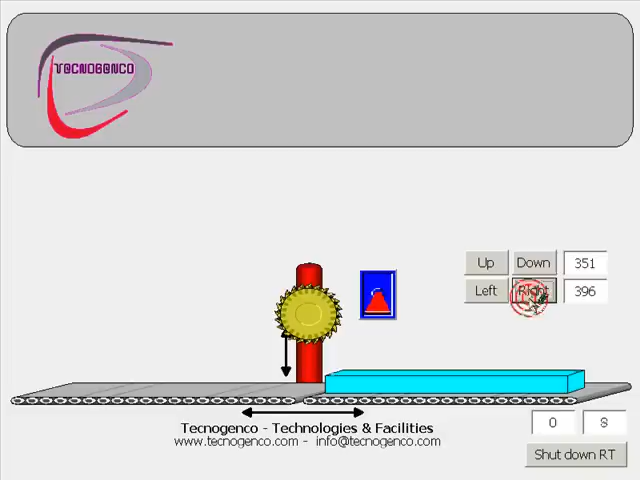 TECNOGENCO
Up Down 351
Left Right 396
0 8
Tecnogenco - Technologies & Facilities
www.tecnogenco.com - info@tecnogenco.com
Shut down RT